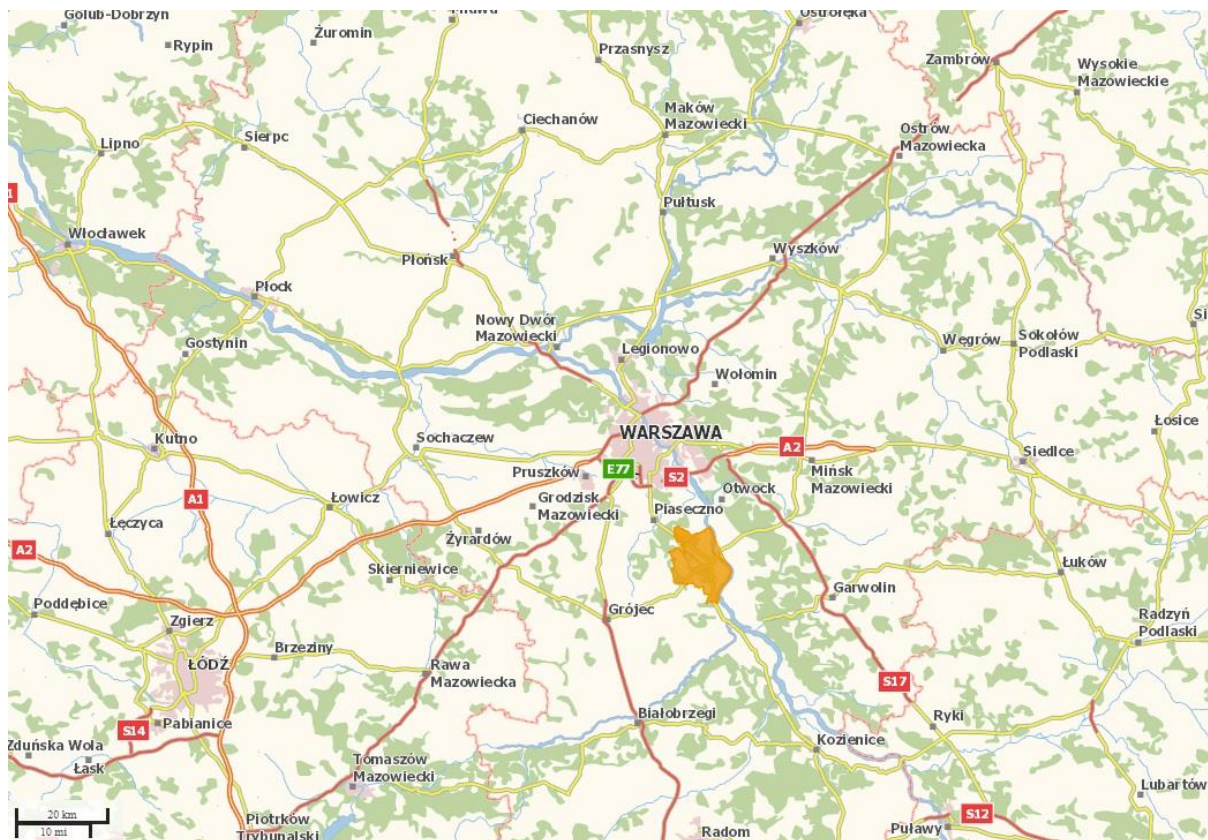 Golub-Dobrzyn
Mława
Ostrołęka
Rypin
Żuromin
Przasnysz
Zambrów
Wysokie
Mazowieckie
Ciechanów
Maków
Mazowiecki
Lipno
Sierpc
Ostrów
Mazowiecka
Pułtusk
Włocławek
Płońsk
Wyszków
Płock
Nowy Dwór
Mazowiecki
Legionowo
Gostynin
Węgrów
Sokołów
Podlaski
Wołomin
WARSZAWA
Łosice
Kutno
Sochaczew
A2
Siedlce
Pruszków
E77
S2
Mińsk
Mazowiecki
A1
Łowicz
Grodzisk
Mazowiecki
Otwock
Piaseczno
Łęczyca
Żyrardów
A2
Skierniewice
Łuków
Garwolin
Poddębice
Grójec
Radzyń
Podlaski
Zgierz
Brzeziny
ŁÓDŹ
Rawa
Mazowiecka
S17
Pabianice
S14
Białobrzegi
Ryki
Zduńska Wola
Łask
Kozienice
Tomaszów
Mazowiecki
Lubartów
20 km
10 mi
Piotrków
Trybunalski
S12
Radom
Puławy